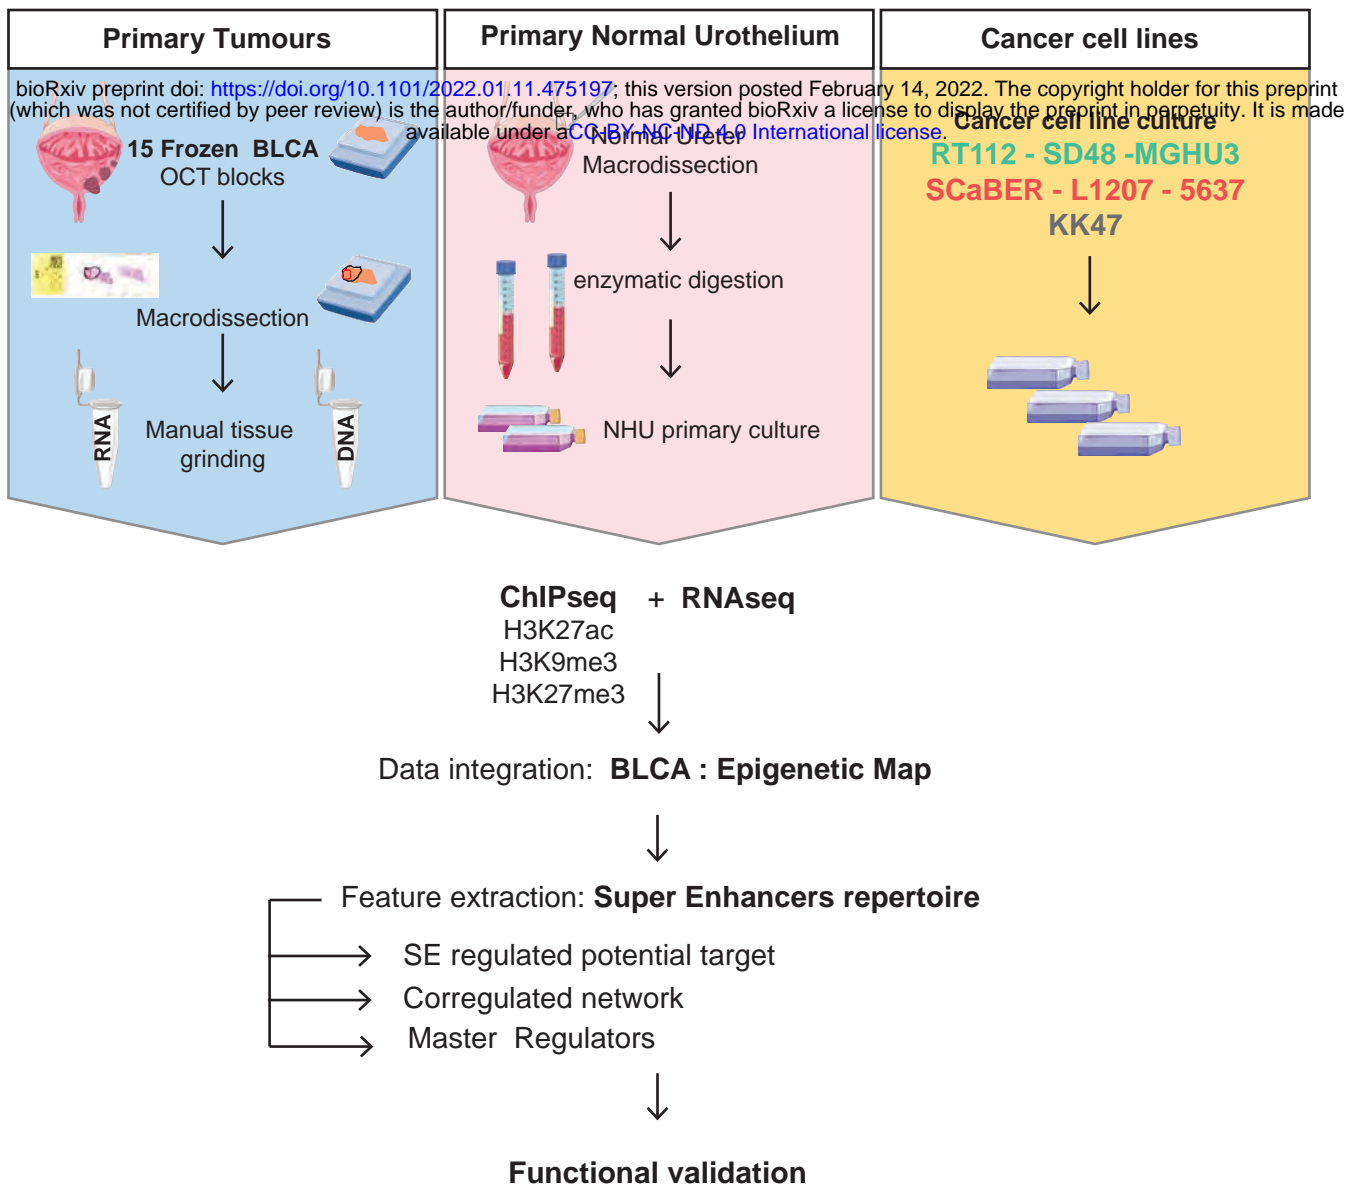 Primary Tumours
Primary Normal Urothelium
Cancer cell lines
bioRxiv preprint doi: https://doi.org/10.1101/2022.01.11.475197; this version posted February 14, 2022. The copyright holder for this preprint
(which was not certified by peer review) is the author/funder, who has granted bioRxiv a license to display the preprint in perpetuity. It is made
available under aCC-BY-NC-ND 4.0 International license.
15 Frozen BLCA
OCT blocks
Macrodissection
RNA
Manual tissue
grinding
DNA
Normal Ureter
Macrodissection
enzymatic digestion
NHU primary culture
Cancer cell line culture
RT112 - SD48 -MGHU3
SCaBER - L1207 - 5637
KK47
ChIPseq + RNAseq
H3K27ac
H3K9me3
H3K27me3
Data integration: BLCA : Epigenetic Map
Feature extraction: Super Enhancers repertoire
SE regulated potential target
Corregulated network
Master Regulators
Functional validation